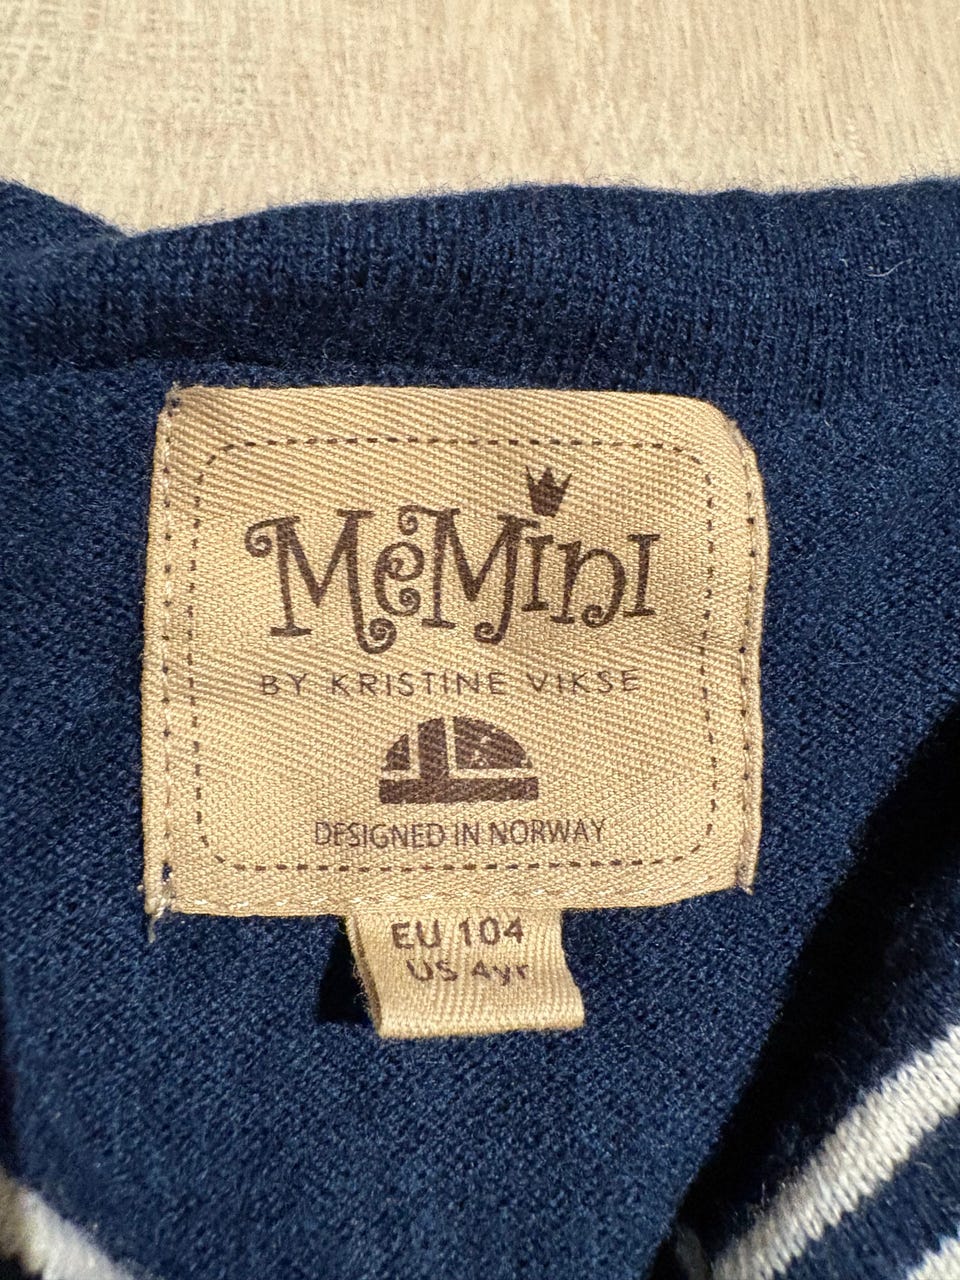 MeMini
BY KRISTINE VIKSE
DESIGNED IN NORWAY
EU 104
US 4yr